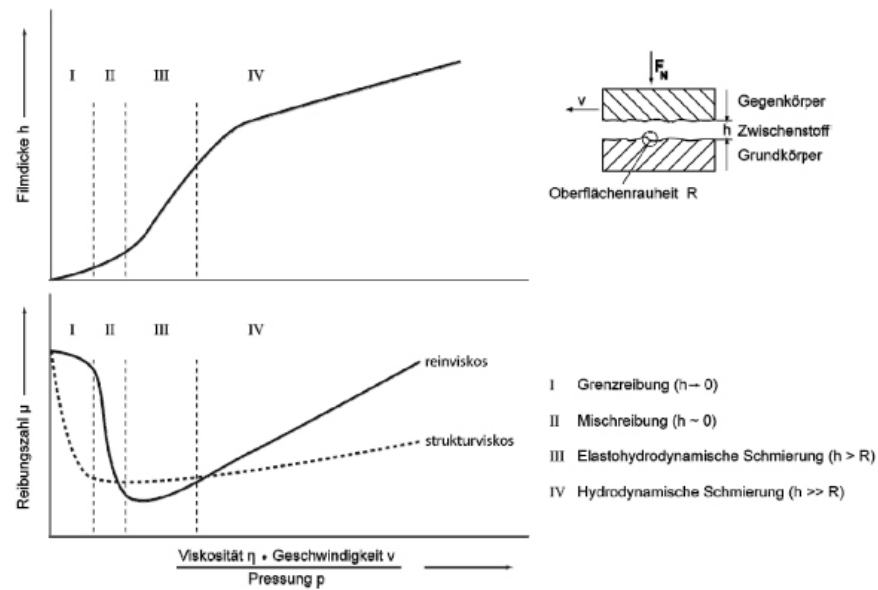 Filmdicke h
I II III IV
F_N
v
Gegenkörper
h Zwischenstoff
Grundkörper
Oberflächenrauheit R
Reibungszahl µ
I II III IV
reinviskos
strukturviskos
Viskosität η • Geschwindigkeit v
Pressung p
I Grenzreibung (h→ 0)
II Mischreibung (h ~ 0)
III Elastohydrodynamische Schmierung (h > R)
IV Hydrodynamische Schmierung (h >> R)